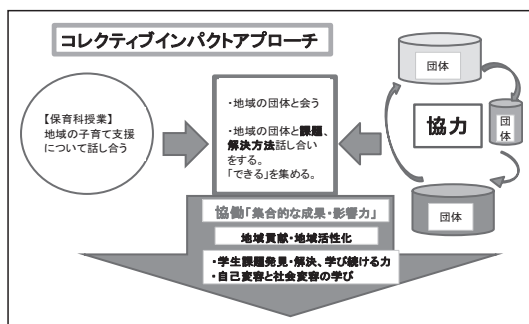 コレクティブインパクトアプローチ
【保育科授業】
地域の子育て支援
について話し合う
・地域の団体と会う
・地域の団体と課題、
解決方法話し合い
をする。
「できる」を集める。
団体
協力
団
体
団体
協働「集合的な成果・影響力」
地域貢献・地域活性化
・学生課題発見・解決、学び続ける力
・自己変容と社会変容の学び